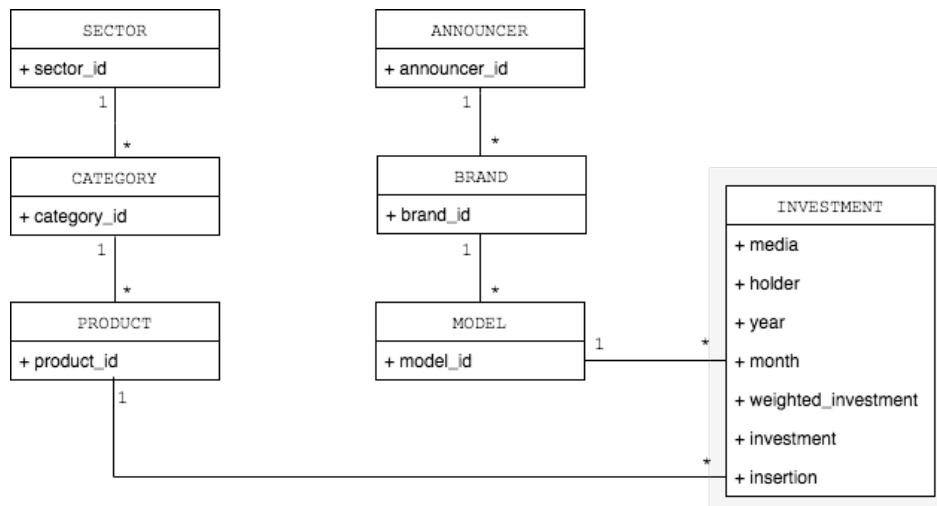 SECTOR
+ sector_id
1
*
CATEGORY
+ category_id
1
*
PRODUCT
+ product_id
1
ANNOUNCER
+ announcer_id
1
*
BRAND
+ brand_id
1
*
MODEL
+ model_id
1
*
*
INVESTMENT
+ media
+ holder
+ year
+ month
+ weighted_investment
+ investment
+ insertion